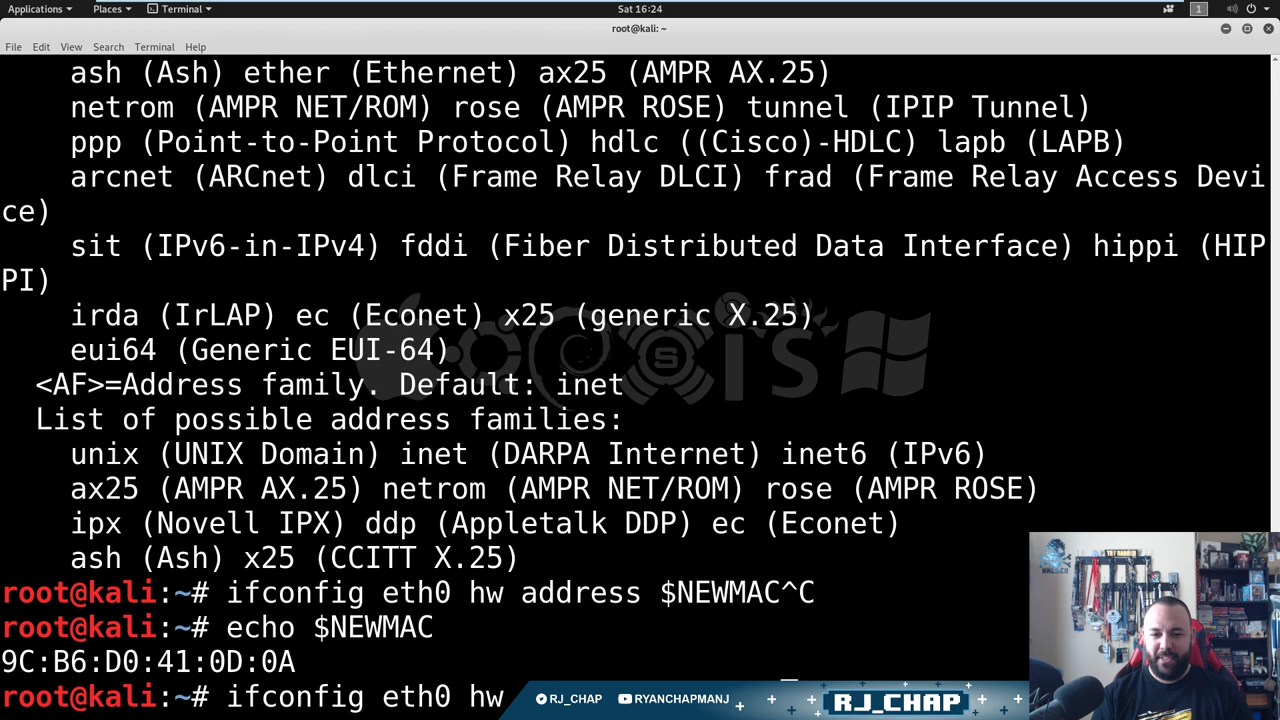 Applications Places Terminal Sat 16:24 1
root@kali: ~
File Edit View Search Terminal Help
ash (Ash) ether (Ethernet) ax25 (AMPR AX.25)
netrom (AMPR NET/ROM) rose (AMPR ROSE) tunnel (IPIP Tunnel)
ppp (Point-to-Point Protocol) hdlc ((Cisco)-HDLC) lapb (LAPB)
arcnet (ARCnet) dlci (Frame Relay DLCI) frad (Frame Relay Access Devi
ce)
sit (IPv6-in-IPv4) fddi (Fiber Distributed Data Interface) hippi (HIP
PI)
irda (IrLAP) ec (Econet) x25 (generic X.25)
eui64 (Generic EUI-64)
<AF>=Address family. Default: inet
List of possible address families:
unix (UNIX Domain) inet (DARPA Internet) inet6 (IPv6)
ax25 (AMPR AX.25) netrom (AMPR NET/ROM) rose (AMPR ROSE)
ipx (Novell IPX) ddp (Appletalk DDP) ec (Econet)
ash (Ash) x25 (CCITT X.25)
root@kali:~# ifconfig eth0 hw address $NEWMAC^C
root@kali:~# echo $NEWMAC
9C:B6:D0:41:0D:0A
root@kali:~# ifconfig eth0 hw
RJ_CHAP RYANCHAPMANJ RJ_CHAP